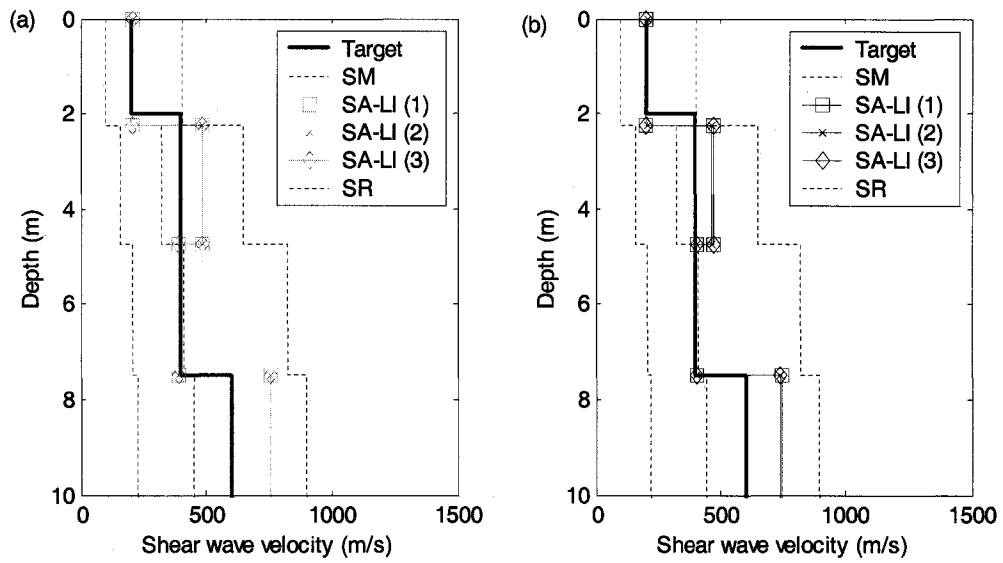 (a)
Target
SM
SA-LI (1)
SA-LI (2)
SA-LI (3)
SR
0
2
4
6
8
10
Depth (m)
0
500
1000
1500
Shear wave velocity (m/s)
(b)
Target
SM
SA-LI (1)
SA-LI (2)
SA-LI (3)
SR
0
2
4
6
8
10
Depth (m)
0
500
1000
1500
Shear wave velocity (m/s)